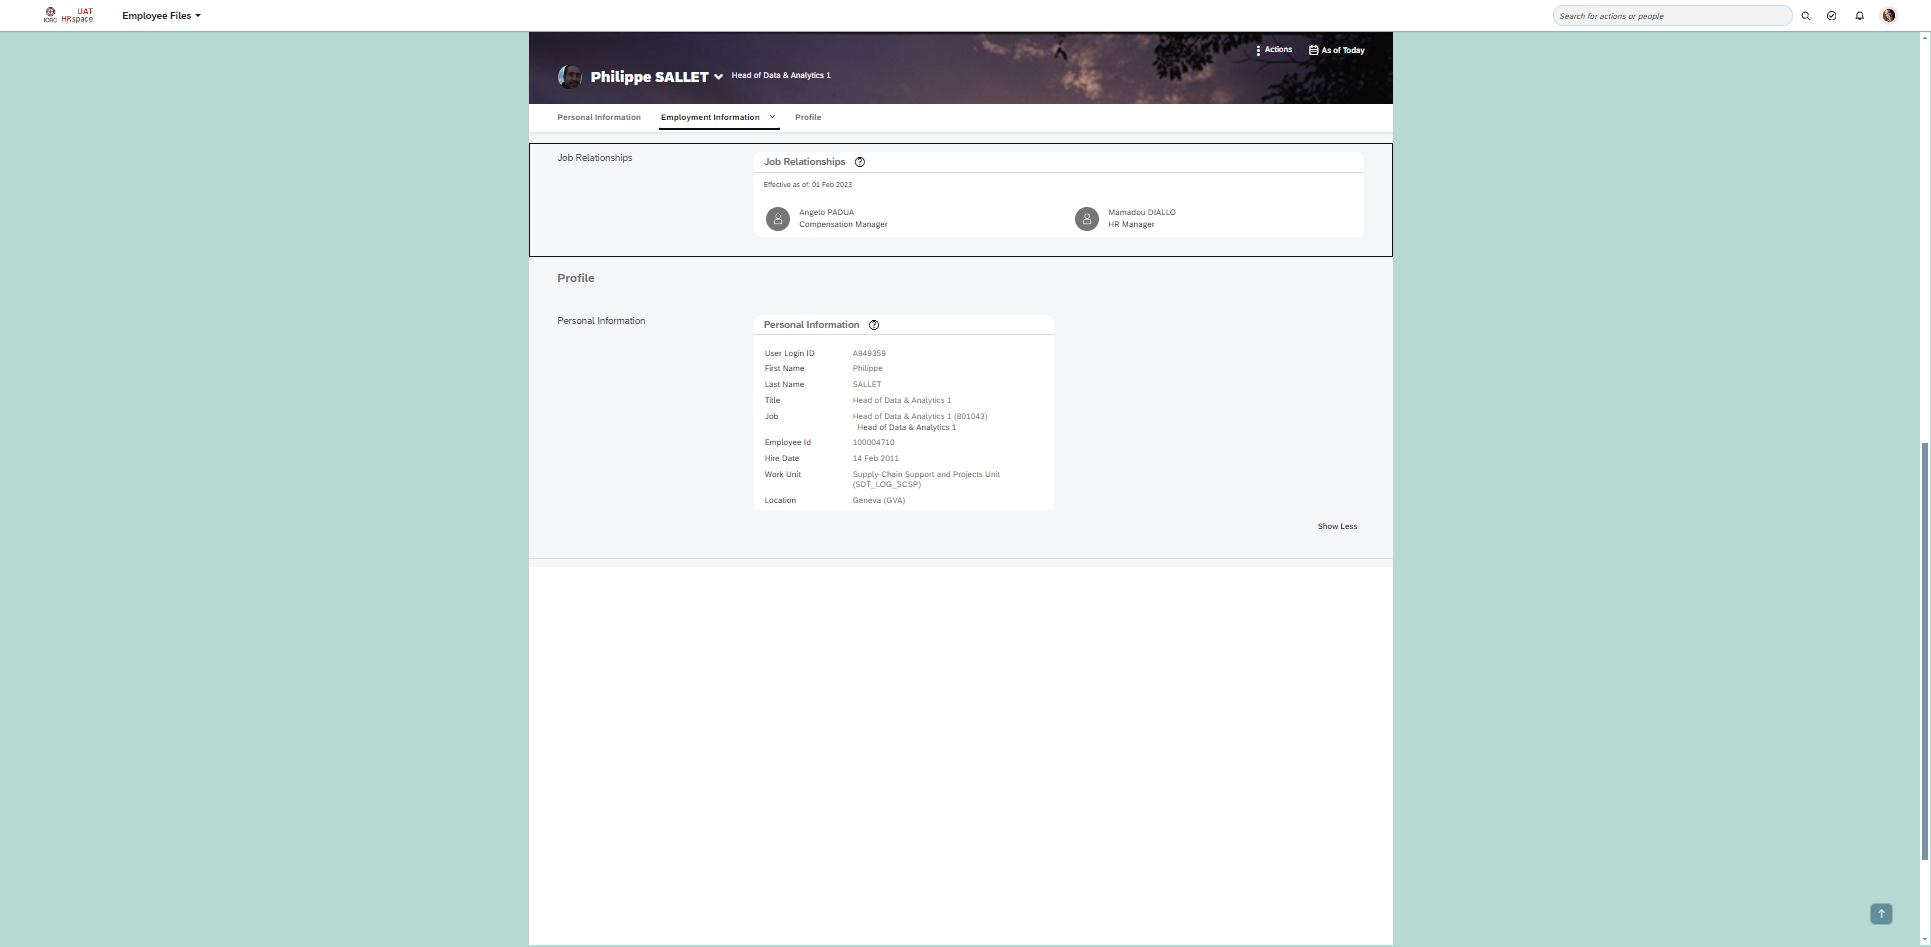 UAT
ICRC HRspace
Employee Files
Search for actions or people
Actions
As of Today
Philippe SALLET
Head of Data & Analytics 1
Personal Information
Employment Information
Profile
Job Relationships
Job Relationships
Effective as of: 01 Feb 2023
Angelo PADUA
Compensation Manager
Mamadou DIALLO
HR Manager
Profile
Personal Information
Personal Information
User Login ID A949359
First Name Philippe
Last Name SALLET
Title Head of Data & Analytics 1
Job Head of Data & Analytics 1 (801043)
Head of Data & Analytics 1
Employee Id 100004710
Hire Date 14 Feb 2011
Work Unit Supply-Chain Support and Projects Unit
(SDT_LOG_SCSP)
Location Geneva (GVA)
Show Less